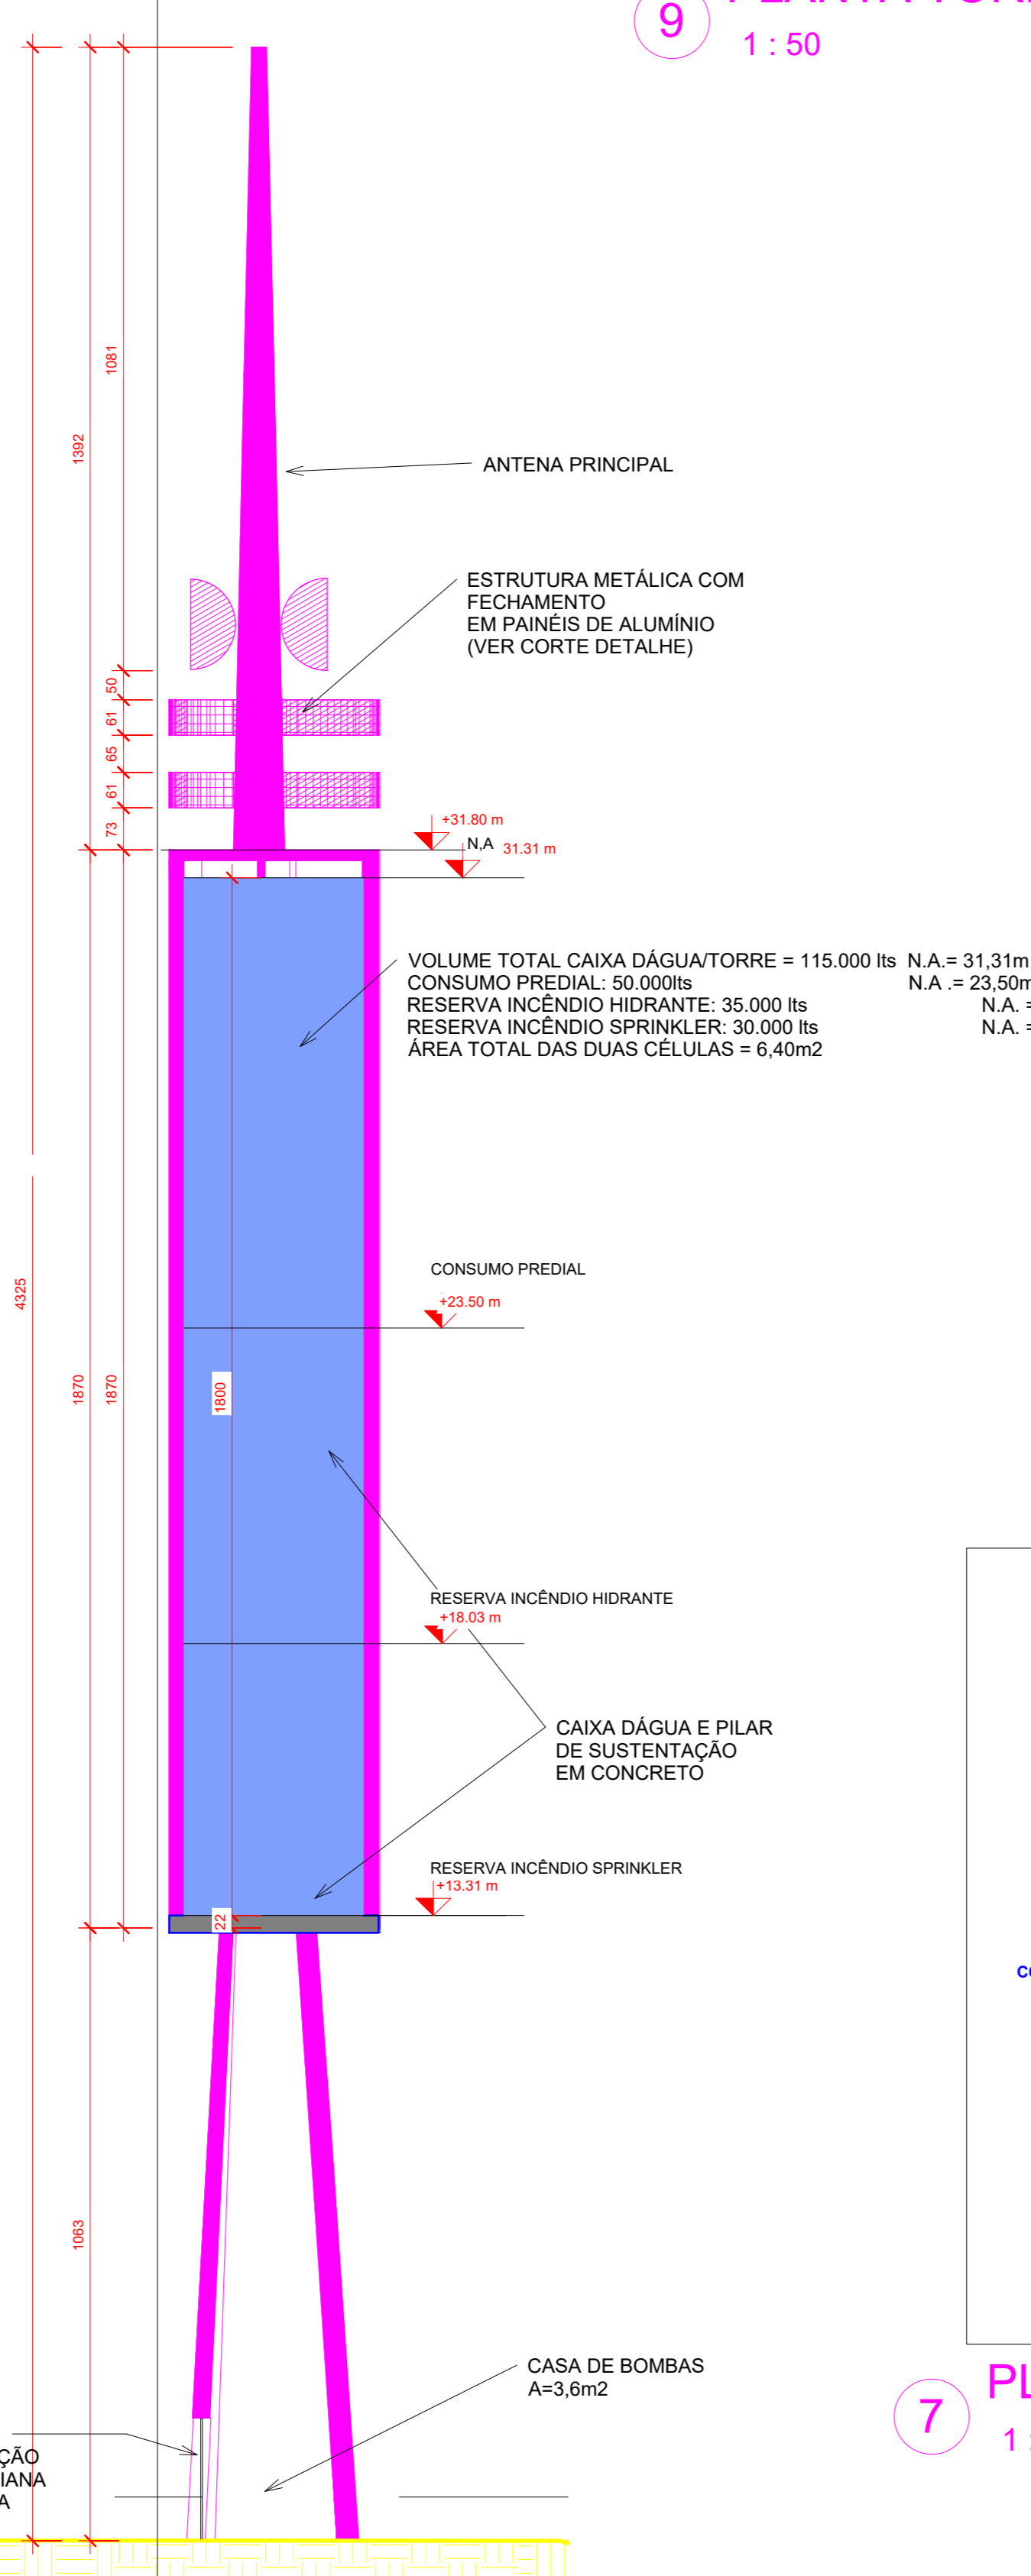 9
1 : 50
1081
1392
ANTENA PRINCIPAL
ESTRUTURA METÁLICA COM
FECHAMENTO
EM PAINÉIS DE ALUMÍNIO
(VER CORTE DETALHE)
50
61
65
61
73
+31.80 m
N,A 31.31 m
VOLUME TOTAL CAIXA DÁGUA/TORRE = 115.000 lts N.A.= 31,31m
CONSUMO PREDIAL: 50.000lts N.A .= 23,50m
RESERVA INCÊNDIO HIDRANTE: 35.000 lts N.A. =
RESERVA INCÊNDIO SPRINKLER: 30.000 lts N.A. =
ÁREA TOTAL DAS DUAS CÉLULAS = 6,40m2
CONSUMO PREDIAL
+23.50 m
4325
1870
1870
1800
RESERVA INCÊNDIO HIDRANTE
+18.03 m
CAIXA DÁGUA E PILAR
DE SUSTENTAÇÃO
EM CONCRETO
RESERVA INCÊNDIO SPRINKLER
+13.31 m
22
1063
CASA DE BOMBAS
A=3,6m2
7